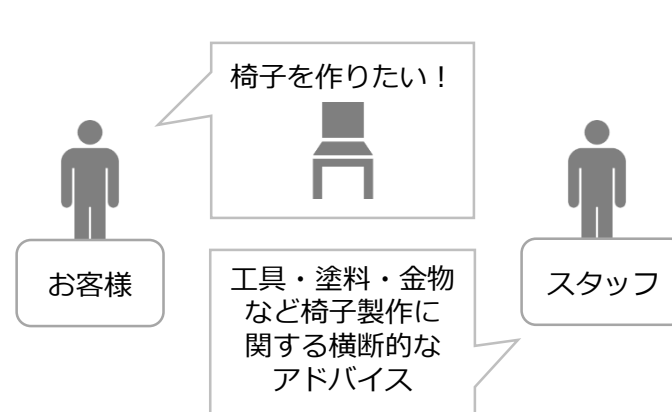 椅子を作りたい！
お客様
スタッフ
工具・塗料・金物
など椅子製作に
関する横断的な
アドバイス